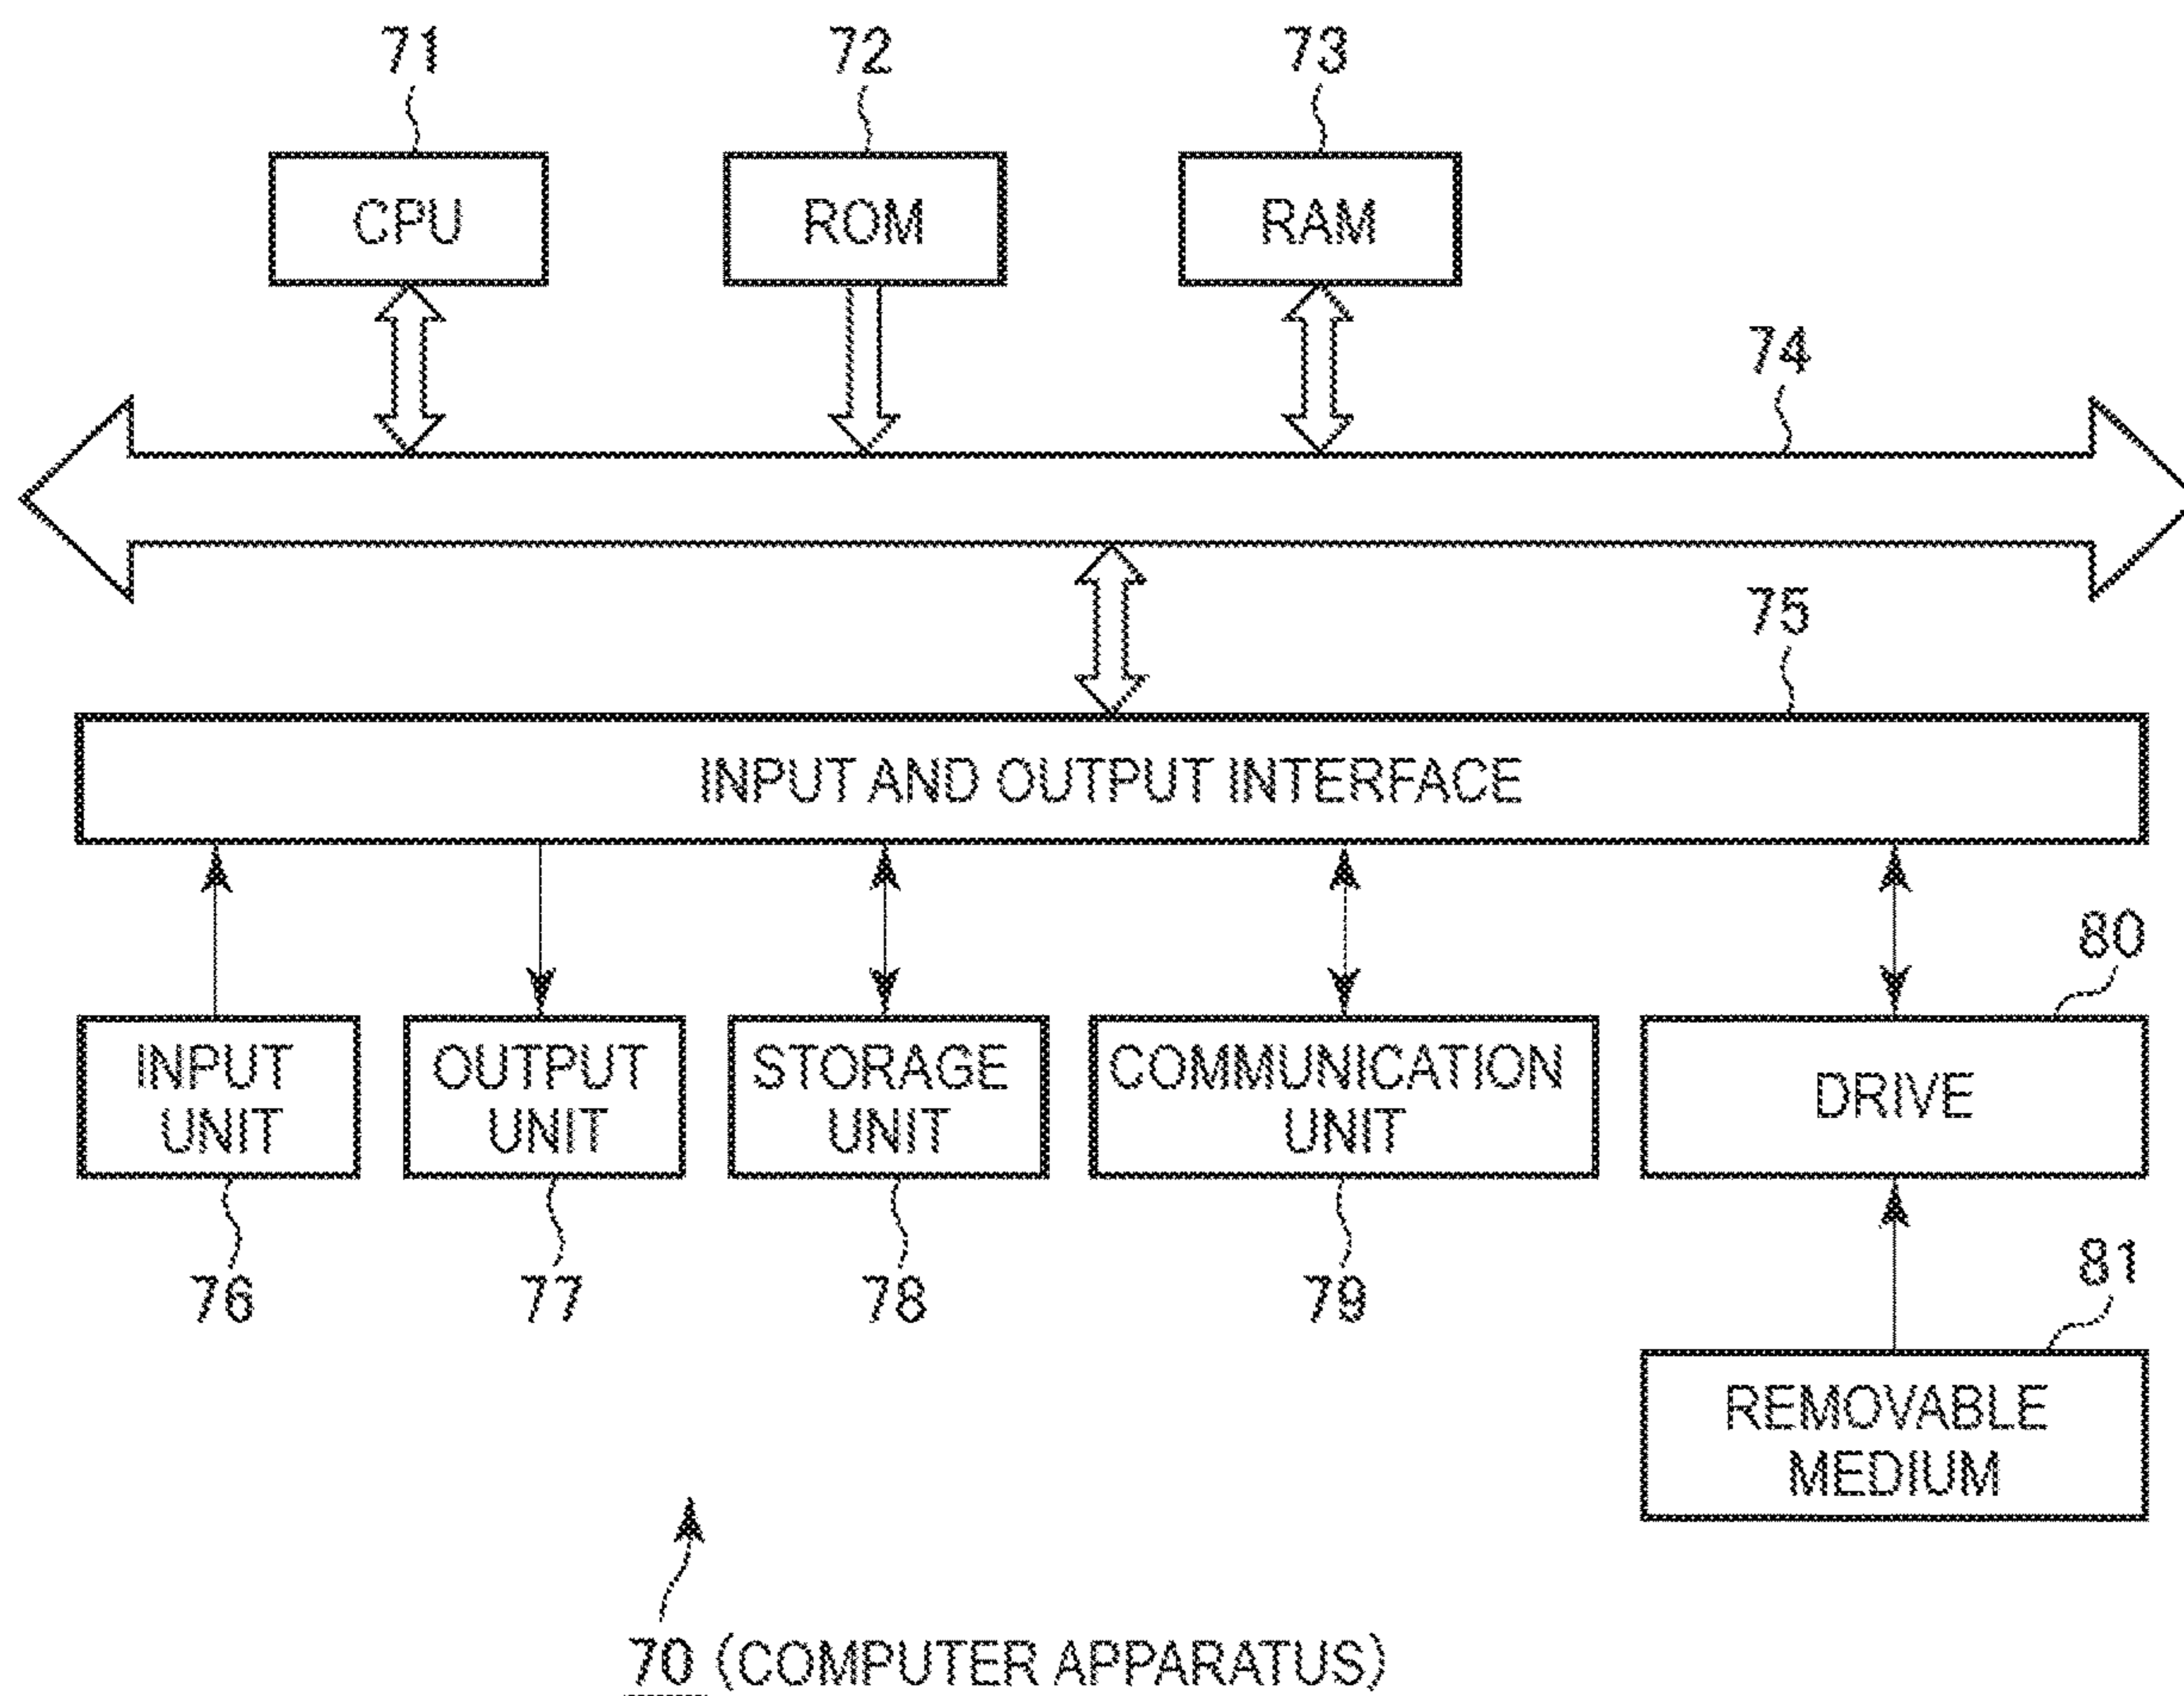 71
72
73
CPU
ROM
RAM
74
75
INPUT AND OUTPUT INTERFACE
80
INPUT
UNIT
OUTPUT
UNIT
STORAGE
UNIT
COMMUNICATION
UNIT
DRIVE
76
77
78
79
81
REMOVABLE
MEDIUM
70 (COMPUTER APPARATUS)